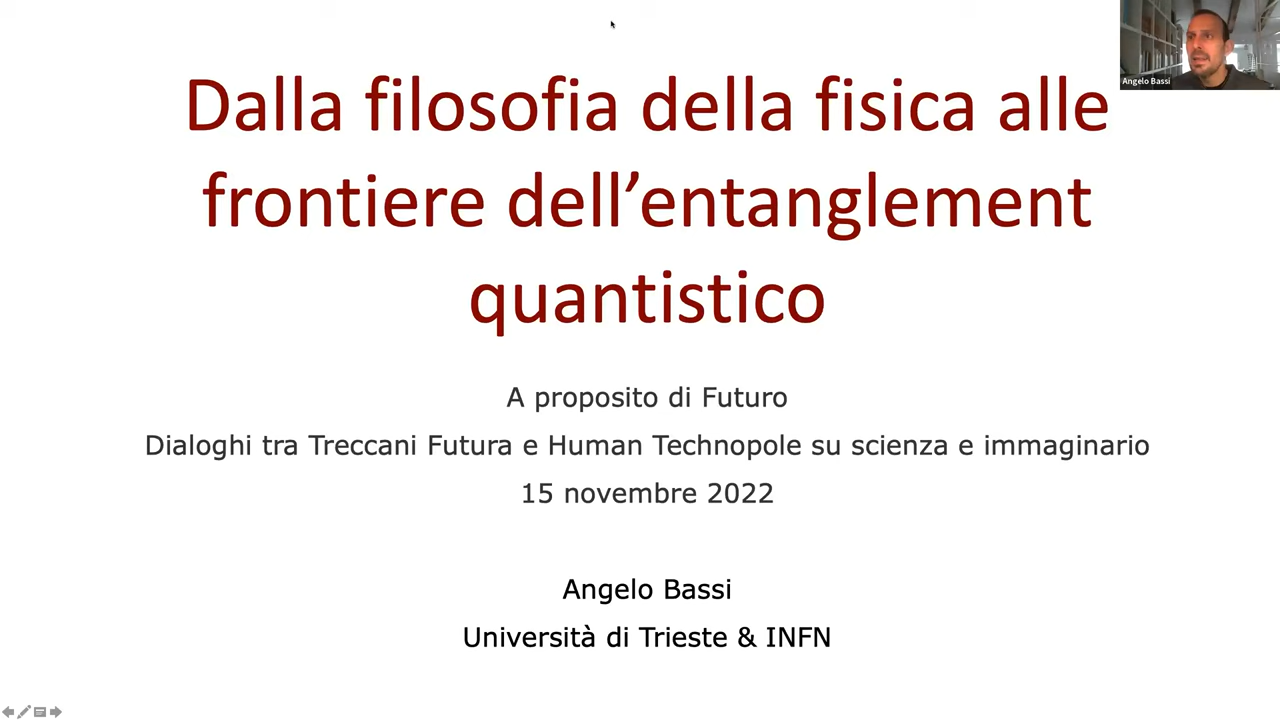 Angelo Bassi
Dalla filosofia della fisica alle
frontiere dell’entanglement
quantistico
A proposito di Futuro
Dialoghi tra Treccani Futura e Human Technopole su scienza e immaginario
15 novembre 2022
Angelo Bassi
Università di Trieste & INFN